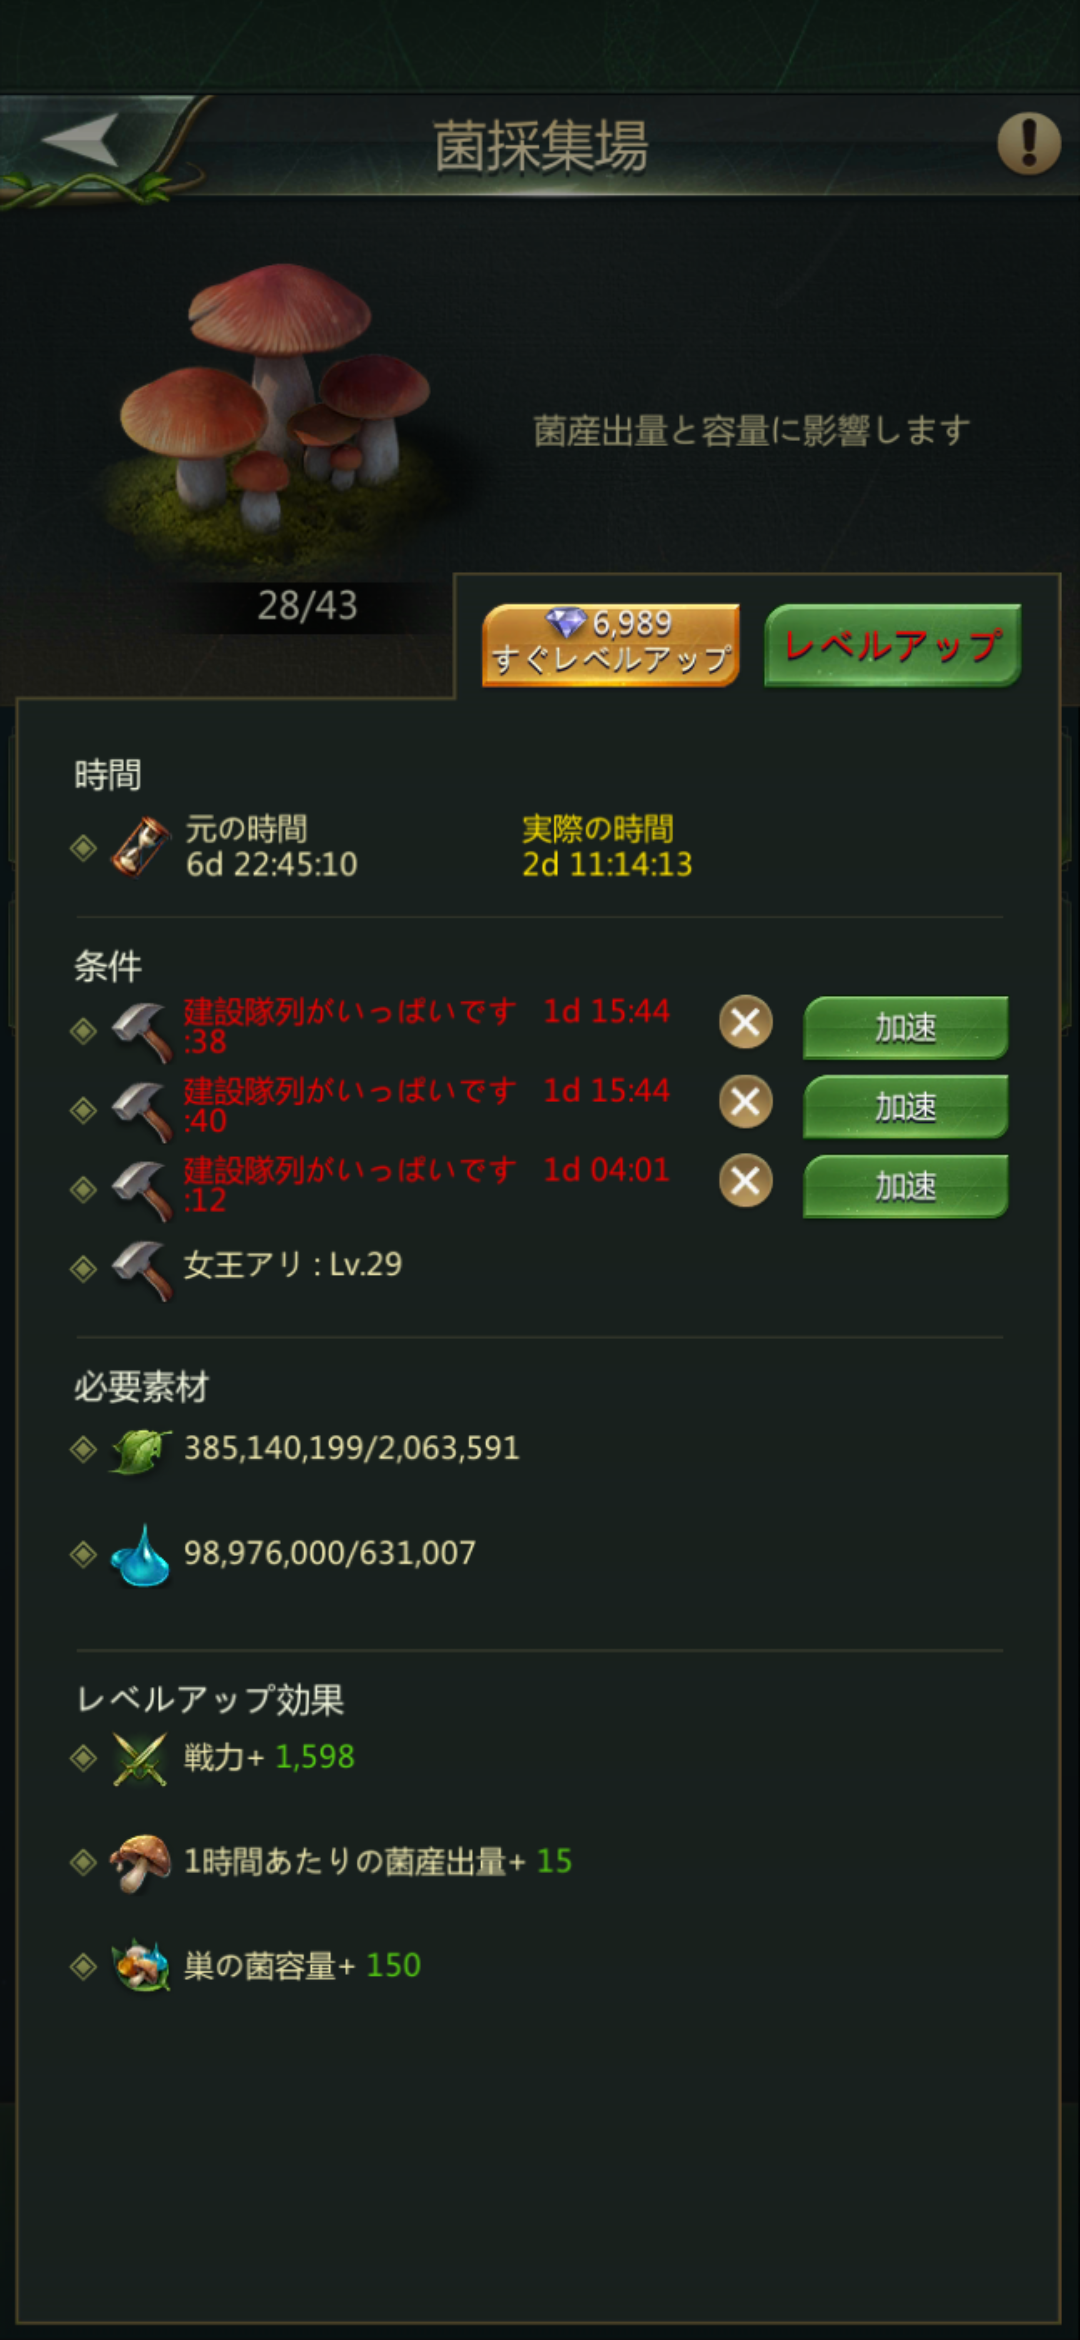 菌採集場
菌産出量と容量に影響します
28/43
6,989
すぐレベルアップ
レベルアップ
時間
元の時間
6d 22:45:10
実際の時間
2d 11:14:13
条件
建設隊列がいっぱいです 1d 15:44
:38
加速
建設隊列がいっぱいです 1d 15:44
:40
加速
建設隊列がいっぱいです 1d 04:01
:12
加速
女王アリ : Lv.29
必要素材
385,140,199/2,063,591
98,976,000/631,007
レベルアップ効果
戦力+ 1,598
1時間あたりの菌産出量+ 15
巣の菌容量+ 150